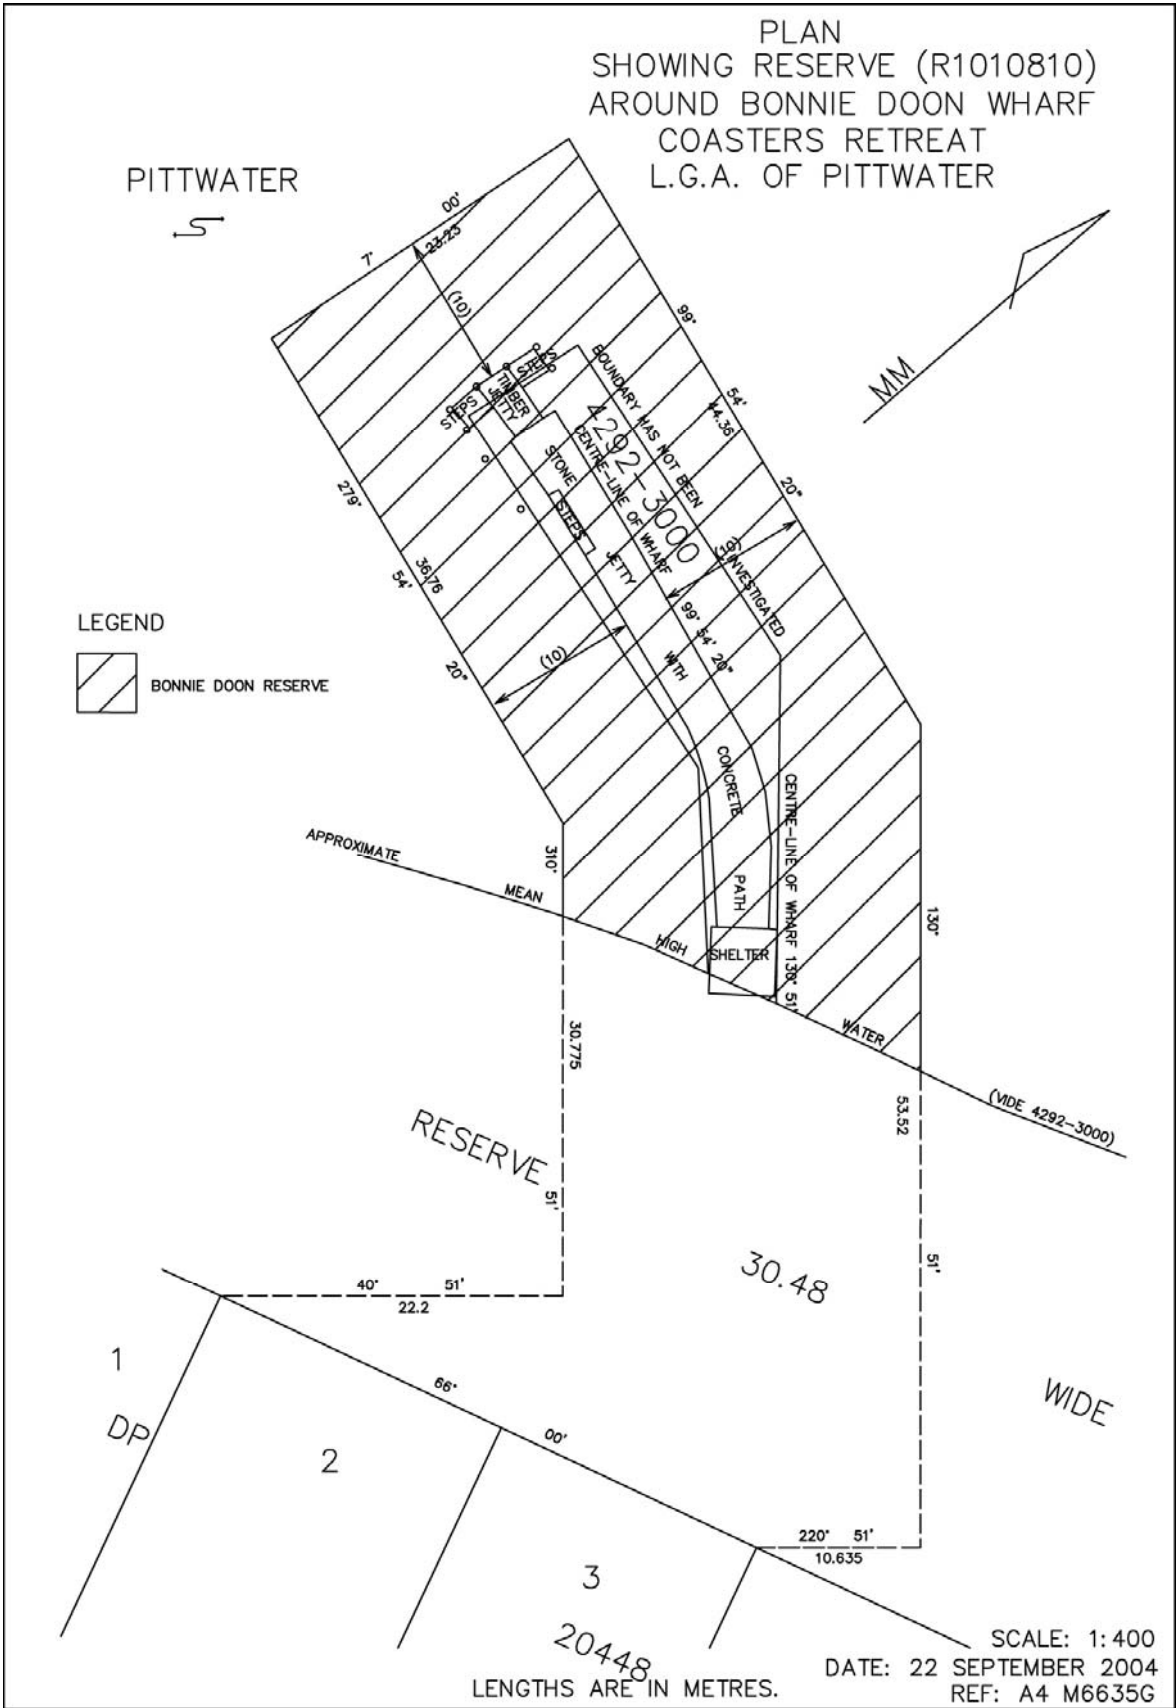 PLAN
SHOWING RESERVE (R1010810)
AROUND BONNIE DOON WHARF
COASTERS RETREAT
L.G.A. OF PITTWATER
PITTWATER
7° 00'
23.23
(10)
99° 54' 20"
44.36
MM
STEPS
TIMBER
JETTY
STEPS
BOUNDARY HAS NOT BEEN INVESTIGATED
4292-3000
CENTRE-LINE OF WHARF 99° 54' 20"
STONE JETTY WITH CONCRETE PATH
STEPS
(10)
279° 54' 20"
36.76
(10)
LEGEND
BONNIE DOON RESERVE
CENTRE-LINE OF WHARF 130° 51'
SHELTER
APPROXIMATE MEAN HIGH WATER (VIDE 4292-3000)
310° 51'
30.775
130° 51'
53.52
RESERVE 30.48 WIDE
40° 51'
22.2
66° 00'
220° 51'
10.635
1
2
3
DP 20448
LENGTHS ARE IN METRES.
SCALE: 1:400
DATE: 22 SEPTEMBER 2004
REF: A4 M6635G